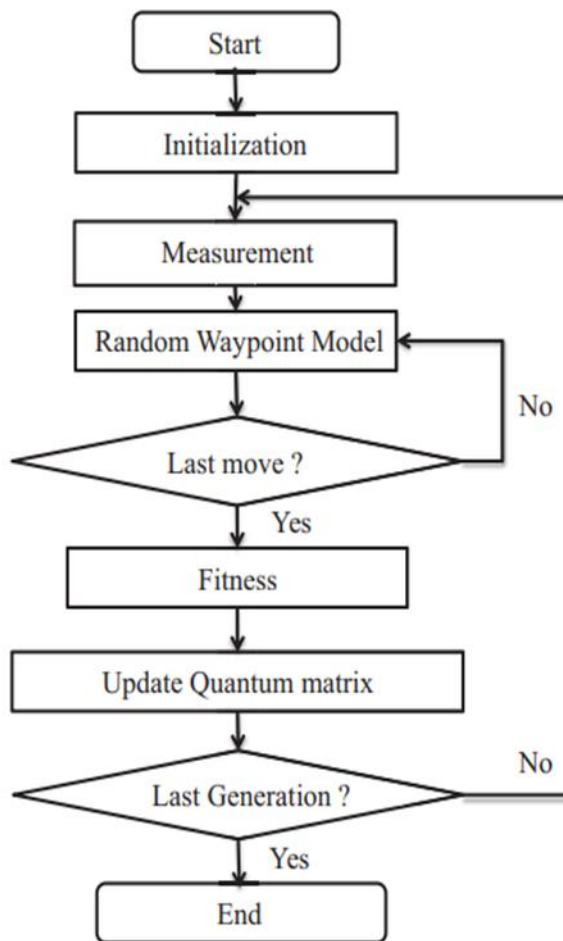 Start
Initialization
Measurement
Random Waypoint Model
No
Last move ?
Yes
Fitness
Update Quantum matrix
No
Last Generation ?
Yes
End